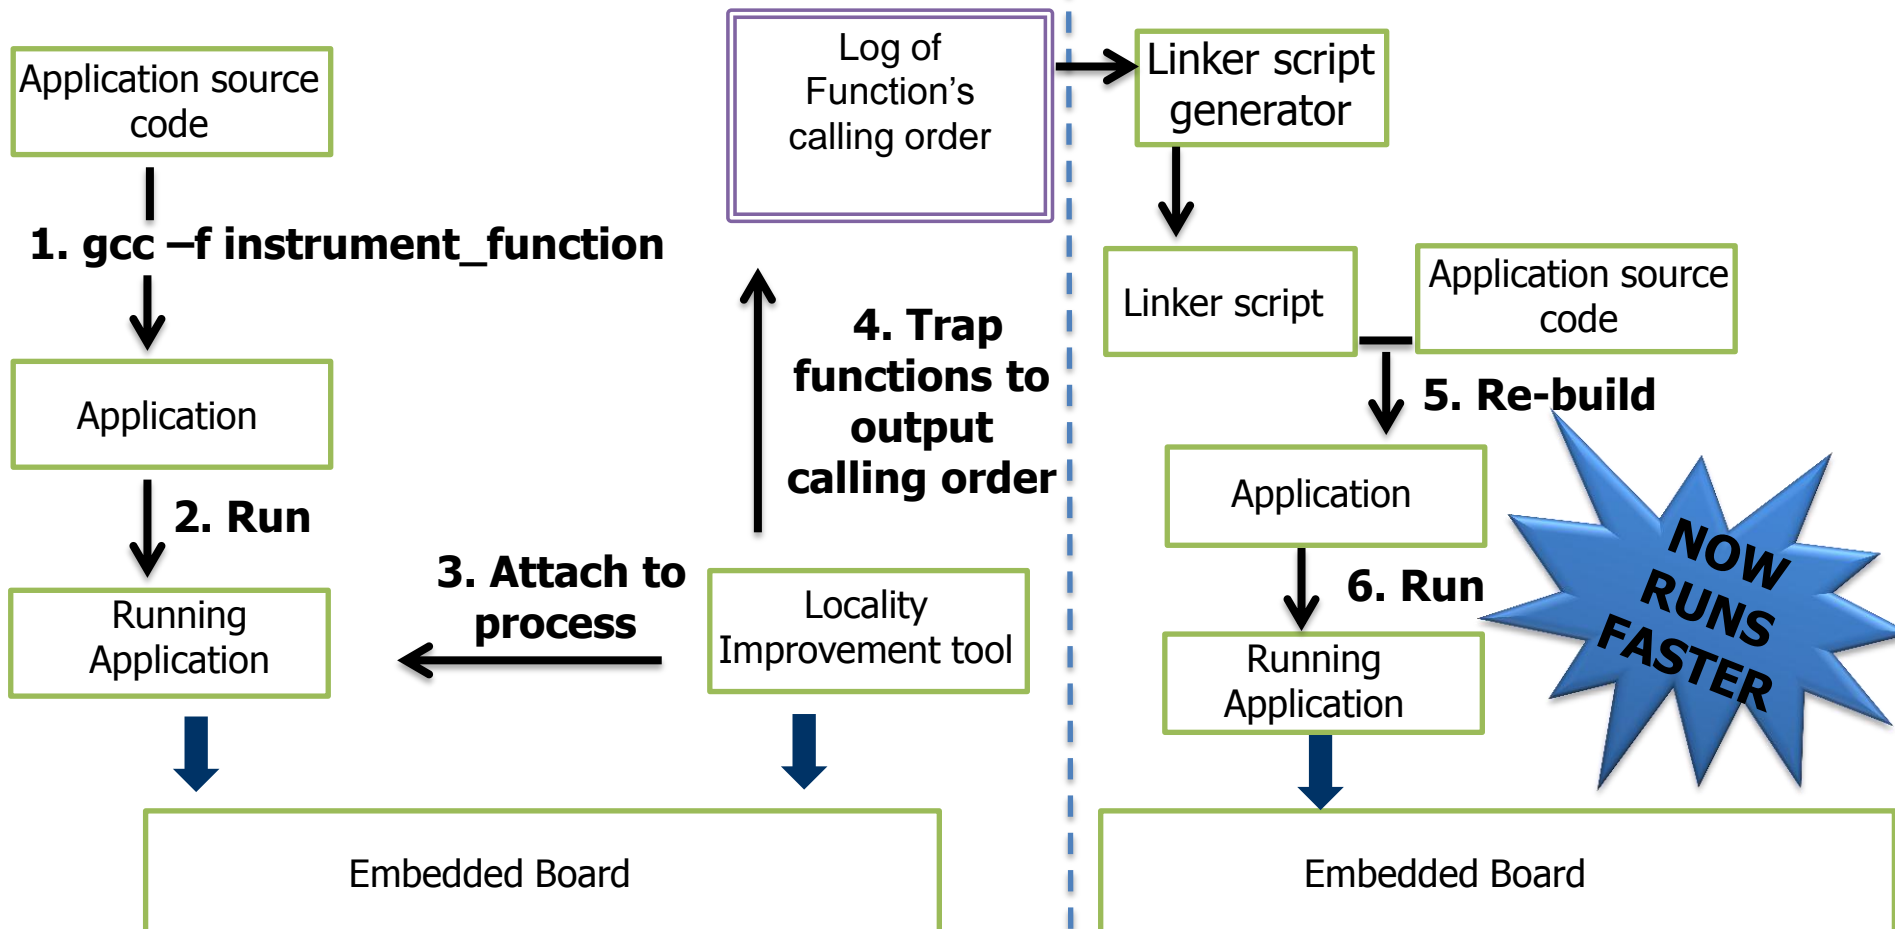 Application source
code
1. gcc –f instrument_function
Application
2. Run
Running
Application
3. Attach to
process
Locality
Improvement tool
4. Trap
functions to
output
calling order
Log of
Function’s
calling order
Embedded Board
Linker script
generator
Linker script
Application source
code
5. Re-build
Application
6. Run
Running
Application
NOW
RUNS
FASTER
Embedded Board